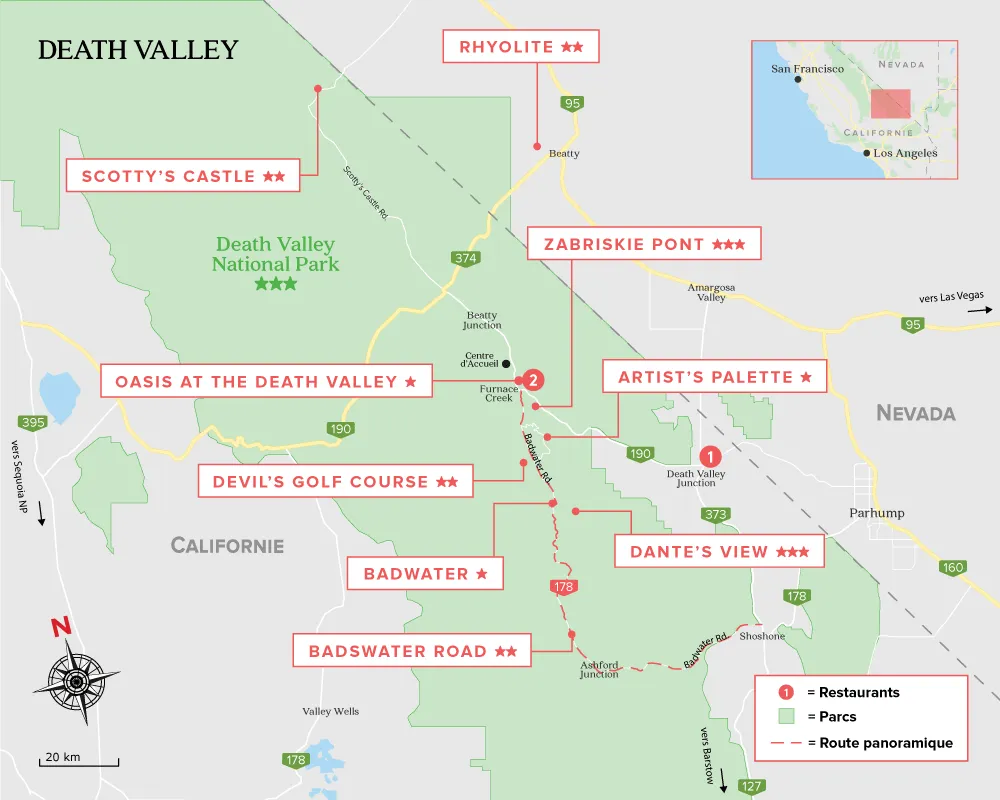 DEATH VALLEY
RHYOLITE ★★
95
Beatty
San Francisco
NEVADA
CALIFORNIE
Los Angeles
SCOTTY'S CASTLE ★★
Scotty's Castle Rd.
Death Valley
National Park
★★★
374
ZABRISKIE PONT ★★★
Amargosa
Valley
vers Las Vegas
95
Beatty
Junction
Centre
d'Accueil
OASIS AT THE DEATH VALLEY ★
2
Furnace
Creek
ARTIST'S PALETTE ★
NEVADA
395
190
vers Sequoia NP
Badwater Rd.
190
1
Death Valley
Junction
DEVIL'S GOLF COURSE ★★
373
Parhump
CALIFORNIE
DANTE'S VIEW ★★★
BADWATER ★
178
160
178
N
BADSWATER ROAD ★★
Badwater Rd.
Shoshone
Ashford
Junction
Valley Wells
1 = Restaurants
= Parcs
= Route panoramique
20 km
178
vers Barstow
127